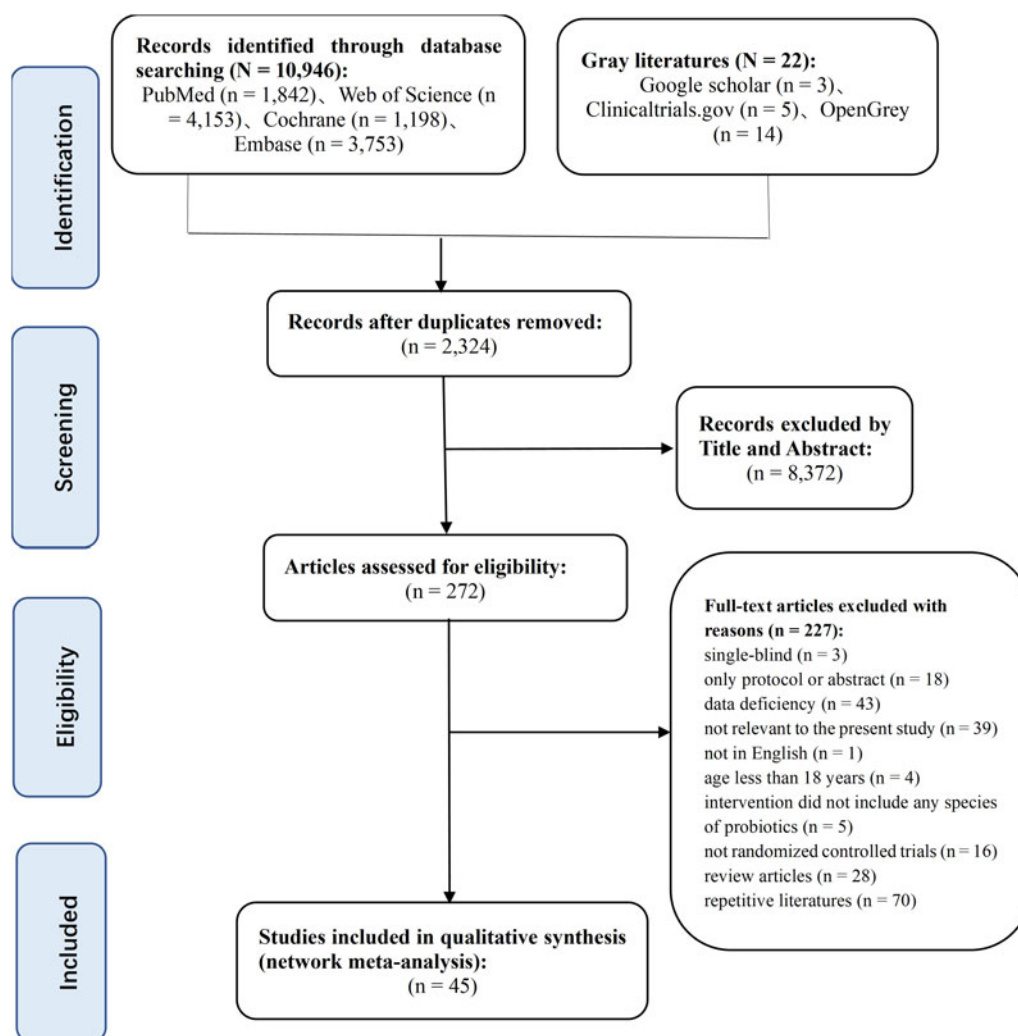 Identification
Records identified through database
searching (N = 10,946):
PubMed (n = 1,842)、Web of Science (n
= 4,153)、Cochrane (n = 1,198)、
Embase (n = 3,753)
Gray literatures (N = 22):
Google scholar (n = 3)、
Clinicaltrials.gov (n = 5)、OpenGrey
(n = 14)
Screening
Records after duplicates removed:
(n = 2,324)
Records excluded by
Title and Abstract:
(n = 8,372)
Eligibility
Articles assessed for eligibility:
(n = 272)
Full-text articles excluded with
reasons (n = 227):
single-blind (n = 3)
only protocol or abstract (n = 18)
data deficiency (n = 43)
not relevant to the present study (n = 39)
not in English (n = 1)
age less than 18 years (n = 4)
intervention did not include any species
of probiotics (n = 5)
not randomized controlled trials (n = 16)
review articles (n = 28)
repetitive literatures (n = 70)
Included
Studies included in qualitative synthesis
(network meta-analysis):
(n = 45)